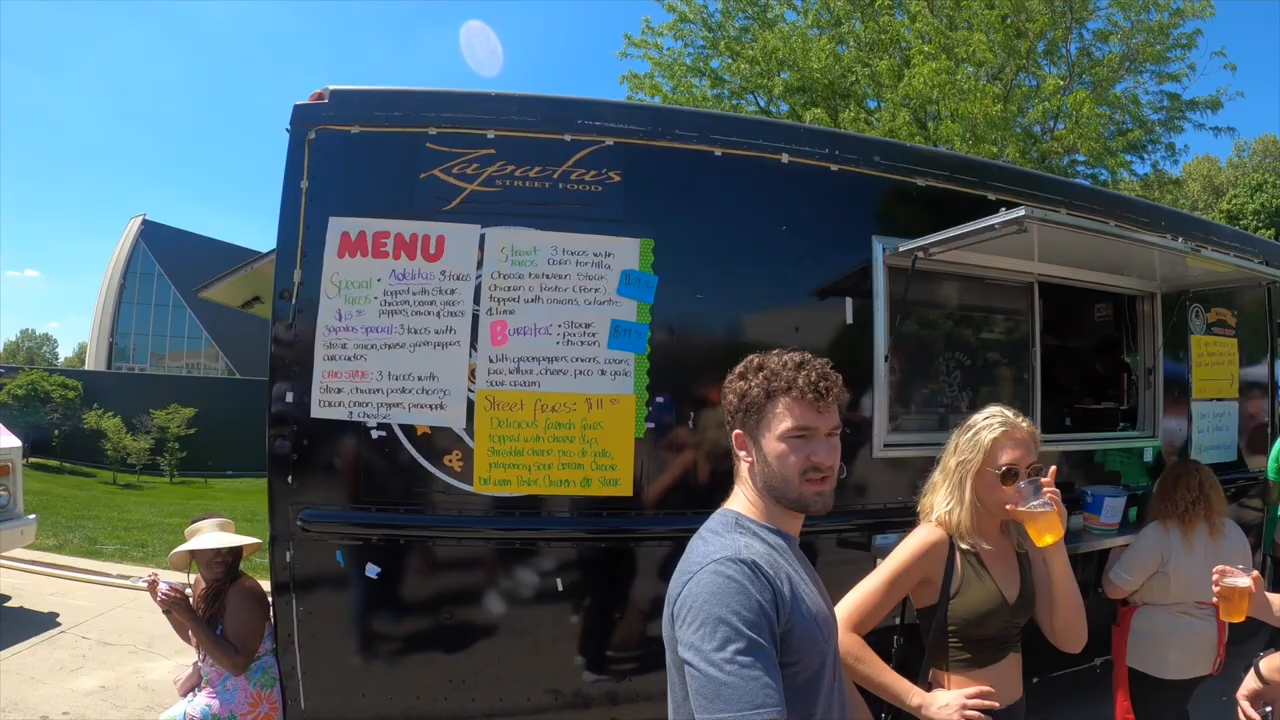 Zapata's
STREET FOOD
MENU
Special
Tacos
$13.00
Adelitas 3 tacos
topped with steak,
chicken, bacon, green
peppers, onion & cheese
Zapatas Special: 3 tacos with
steak, onion, cheese, green peppers
avocados
OHIO STATE: 3 tacos with
steak, chicken, pastor, chorizo,
bacon, onion, peppers, pineapple
& cheese
Street
Tacos
3 tacos with
corn tortilla.
Choose between Steak
Chicken o Pastor (Pork),
topped with onions, cilantro
& lime.
Burritos:
• steak
pastor
• chicken
With green peppers, onions, beans,
rice, lettuce, cheese, pico de gallo,
sour cream
Street fries: $11.00
Delicious french fries
topped with cheese dip,
shredded cheese, pico de gallo,
jalapenos, sour cream. Choose
between Pastor, Chicken or Steak